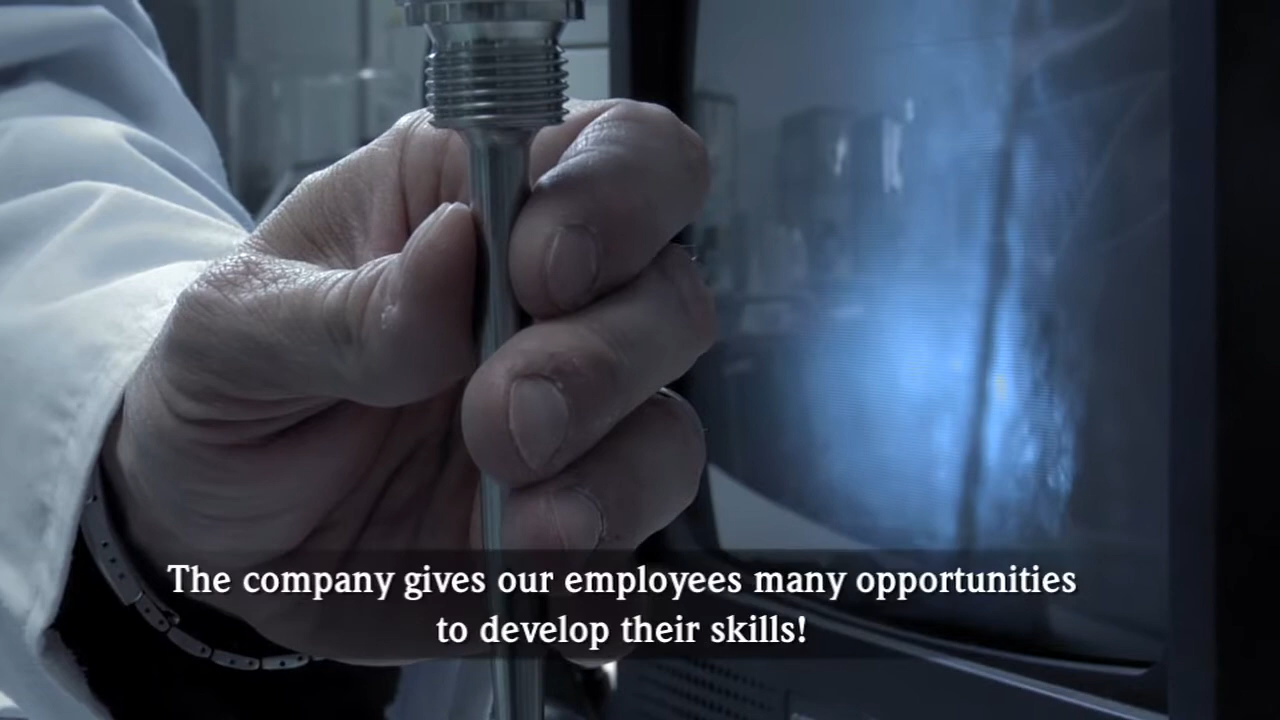 The company gives our employees many opportunities
to develop their skills!